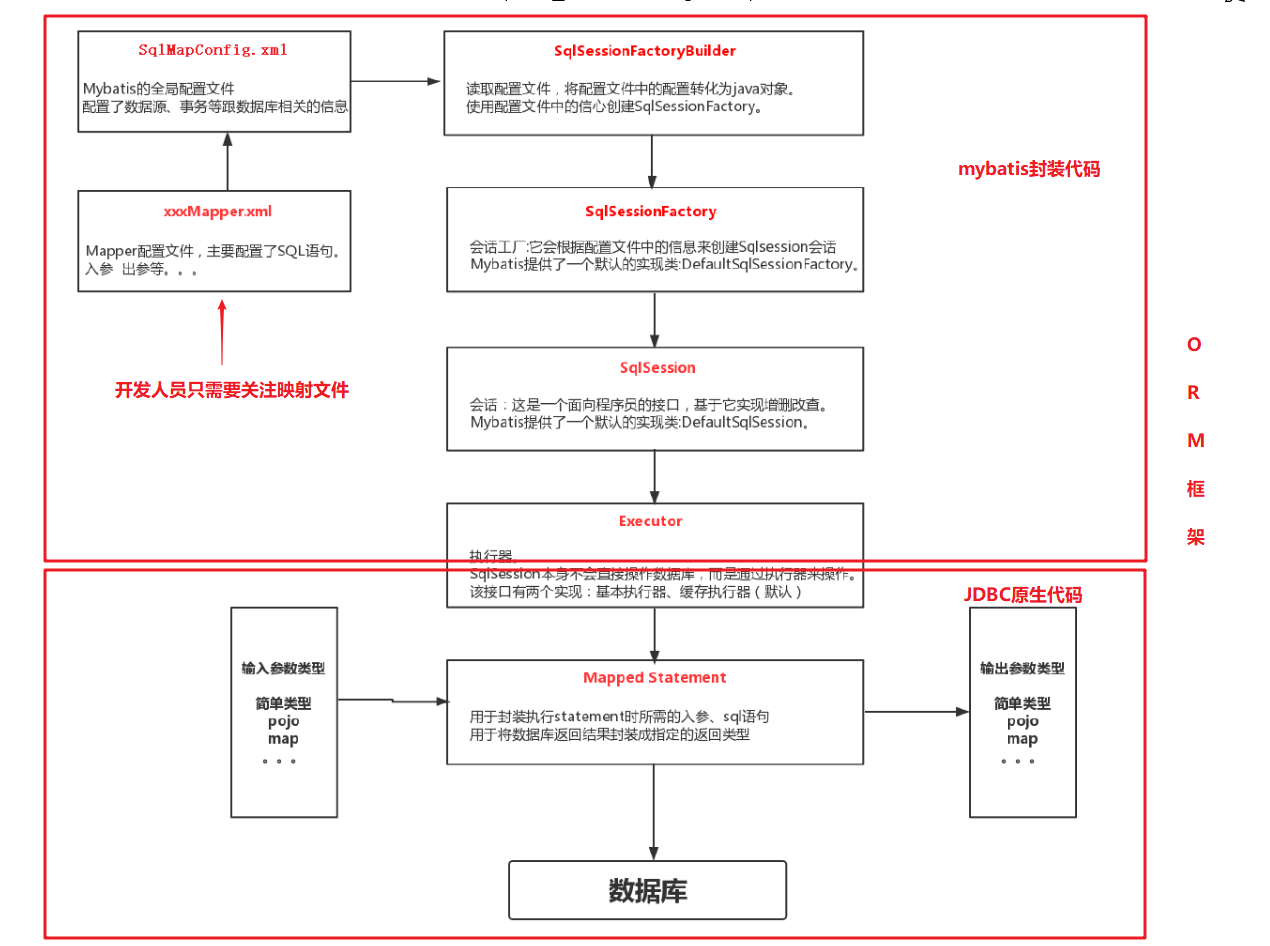 SqlMapConfig.xml
Mybatis的全局配置文件
配置了数据源、事务等跟数据库相关的信息
SqlSessionFactoryBuilder
读取配置文件，将配置文件中的配置转化为java对象。
使用配置文件中的信心创建SqlSessionFactory。
mybatis封装代码
xxxMapper.xml
Mapper配置文件，主要配置了SQL语句。
入参 出参等。。。
SqlSessionFactory
会话工厂:它会根据配置文件中的信息来创建Sqlsession会话
Mybatis提供了一个默认的实现类:DefaultSqlSessionFactory。
开发人员只需要关注映射文件
SqlSession
会话：这是一个面向程序员的接口，基于它实现增删改查。
Mybatis提供了一个默认的实现类:DefaultSqlSession。
O
R
M
框
架
Executor
执行器。
SqlSession本身不会直接操作数据库，而是通过执行器来操作。
该接口有两个实现：基本执行器、缓存执行器（默认）
JDBC原生代码
输入参数类型
简单类型
pojo
map
。。。
Mapped Statement
用于封装执行statement时所需的入参、sql语句
用于将数据库返回结果封装成指定的返回类型
输出参数类型
简单类型
pojo
map
。。。
数据库